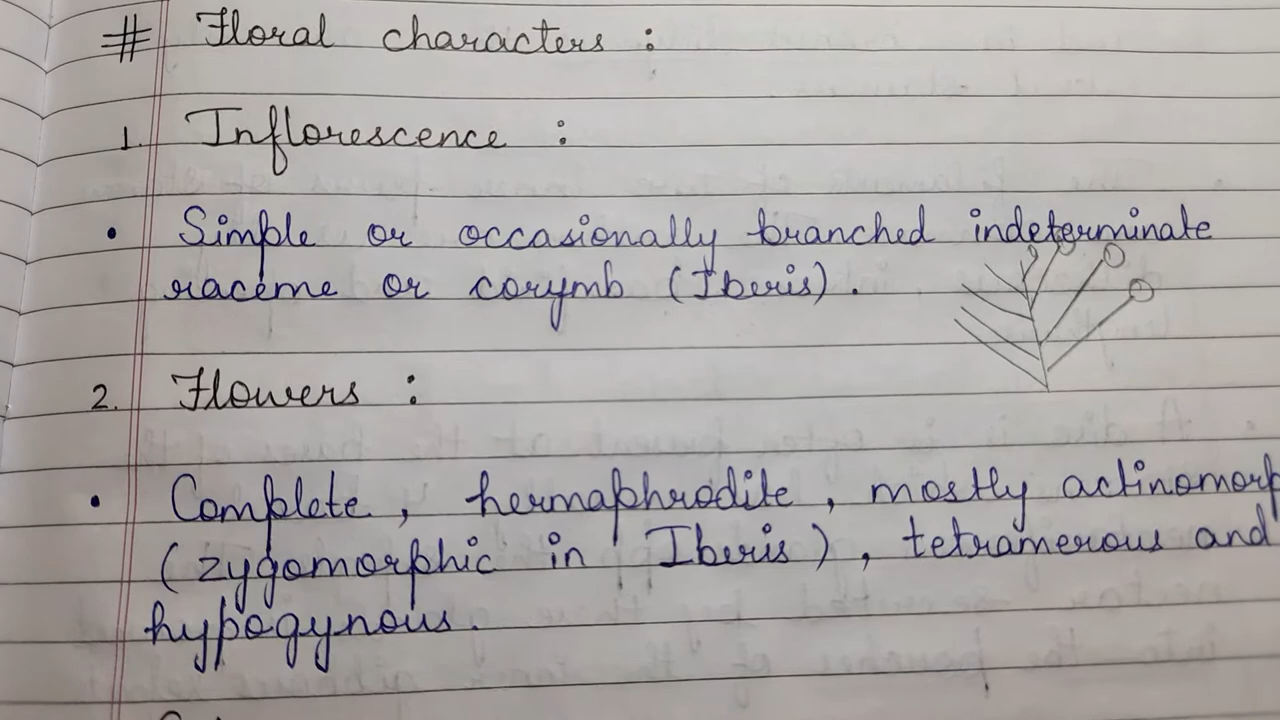 # Floral characters :
1. Inflorescence :
• Simple or occasionally branched indeterminate
raceme or corymb (Iberis).
2. Flowers :
• Complete, hermaphrodite, mostly actinomorp
(zygomorphic in Iberis), tetramerous and
hypogynous.